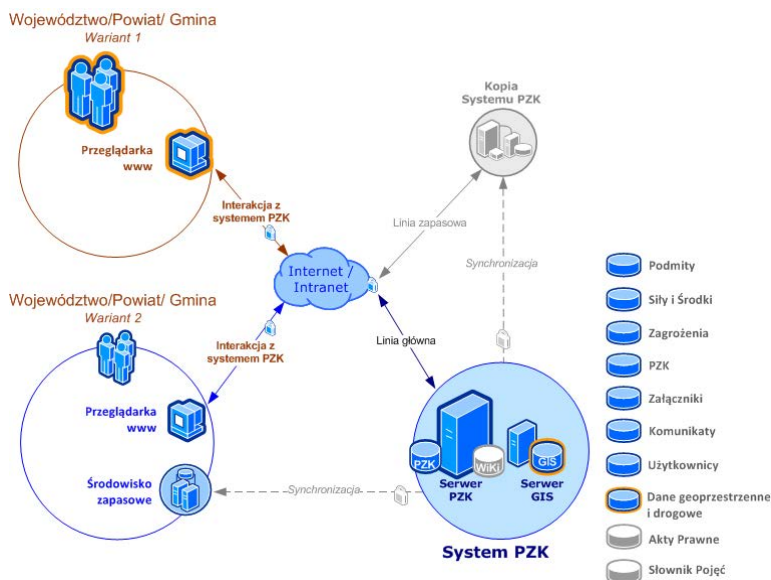 Województwo/Powiat/ Gmina
Wariant 1
Przeglądarka
www
Interakcja z
systemem PZK
Kopia
Systemu PZK
Linia zapasowa
Synchronizacja
Internet /
Intranet
Województwo/Powiat/ Gmina
Wariant 2
Interakcja z
systemem PZK
Linia główna
Przeglądarka
www
Środowisko
zapasowe
Synchronizacja
PZK
WiKi
GIS
Serwer
PZK
Serwer
GIS
System PZK
Podmity
Siły i Środki
Zagrożenia
PZK
Załączniki
Komunikaty
Użytkownicy
Dane geoprzestrzenne
i drogowe
Akty Prawne
Słownik Pojęć